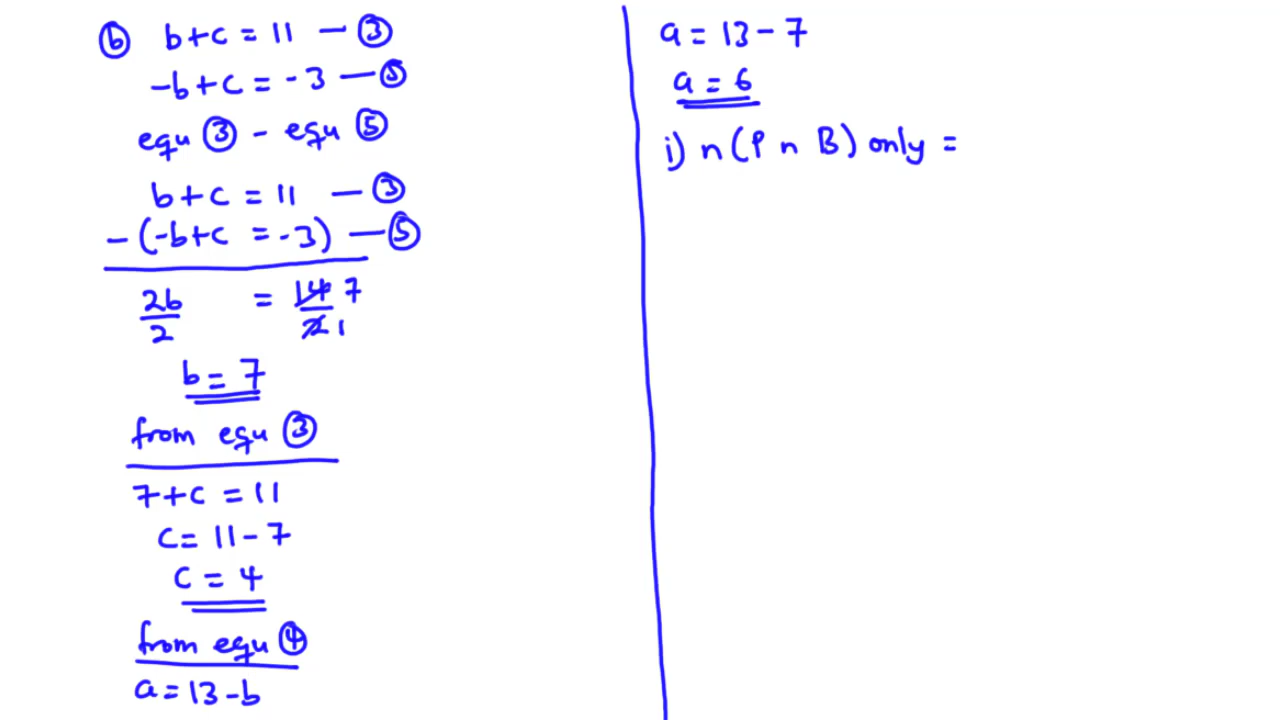 ⓑ b+c = 11 — ③
-b+c = -3 — ⑤
equ ③ - equ ⑤
b+c = 11 — ③
-(-b+c = -3) — ⑤
2b/2 = 14/2 7 1
b = 7
from equ ③
7+c = 11
c = 11-7
c = 4
from equ ④
a = 13-b
a = 13-7
a = 6
i) n(P n B) only =